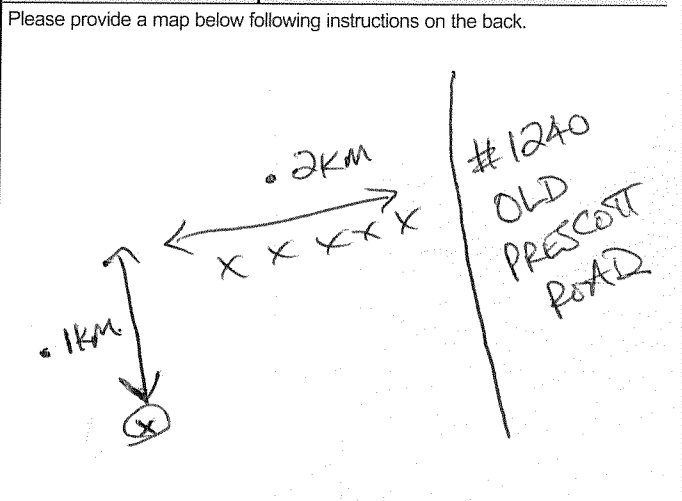 Please provide a map below following instructions on the back.
.2KM
#1240
OLD
PRESCOTT
ROAD
X X X X X
.1KM.
X